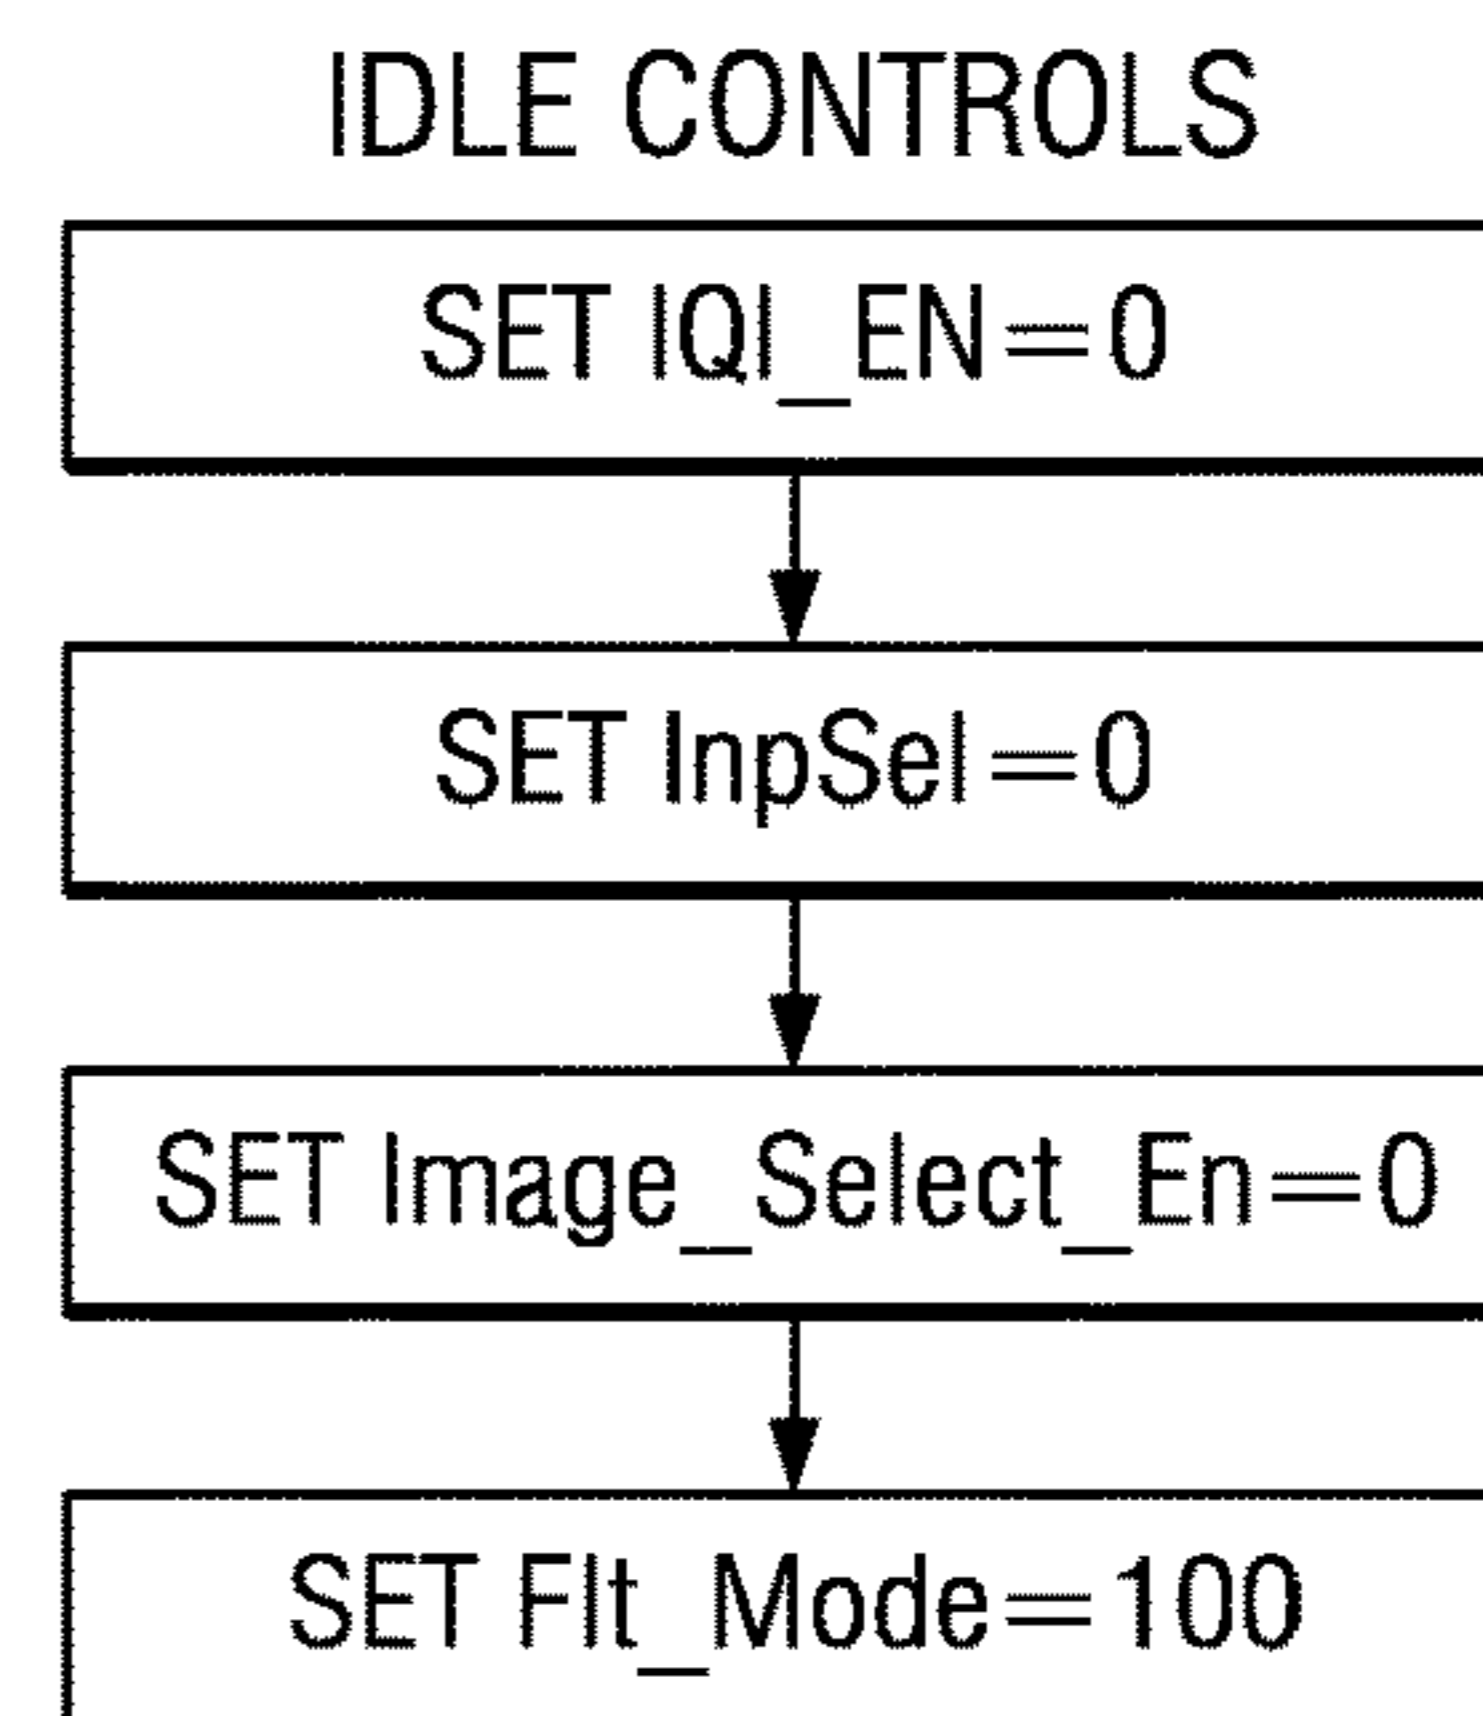 IDLE CONTROLS
SET IQI_EN=0
SET InpSel=0
SET Image_Select_En=0
SET Flt_Mode=100